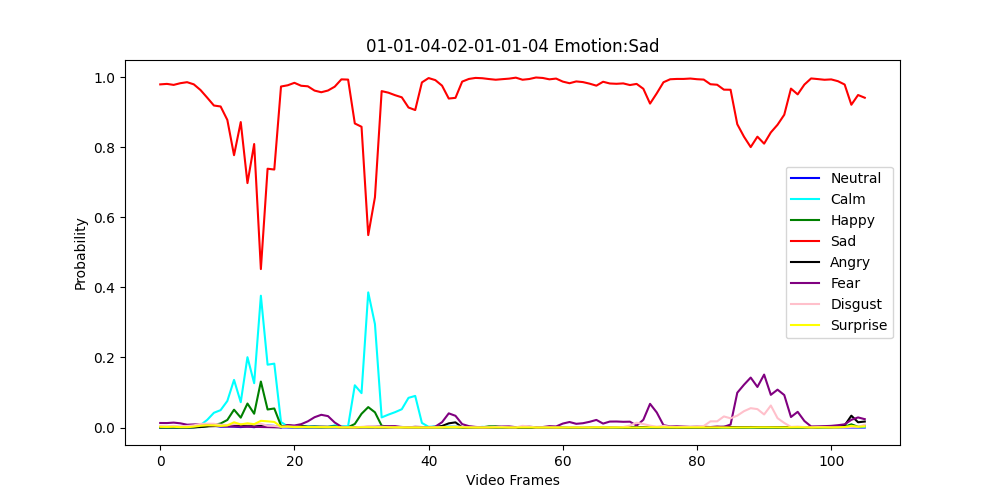 01-01-04-02-01-01-04 Emotion:Sad
1.0
0.8
0.6
0.4
0.2
0.0
Probability
0 20 40 60 80 100
Video Frames
Neutral
Calm
Happy
Sad
Angry
Fear
Disgust
Surprise